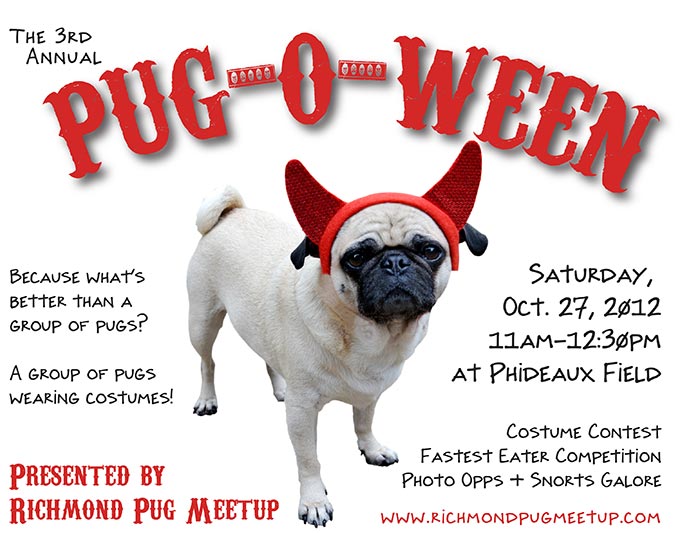 The 3rd
Annual
PUG-O-WEEN
Because what's
better than a
group of pugs?
A group of pugs
wearing costumes!
Saturday,
Oct. 27, 2012
11am-12:30pm
at Phideaux Field
Costume Contest
Fastest Eater Competition
Photo Opps + Snorts Galore
Presented by
Richmond Pug Meetup
www.richmondpugmeetup.com